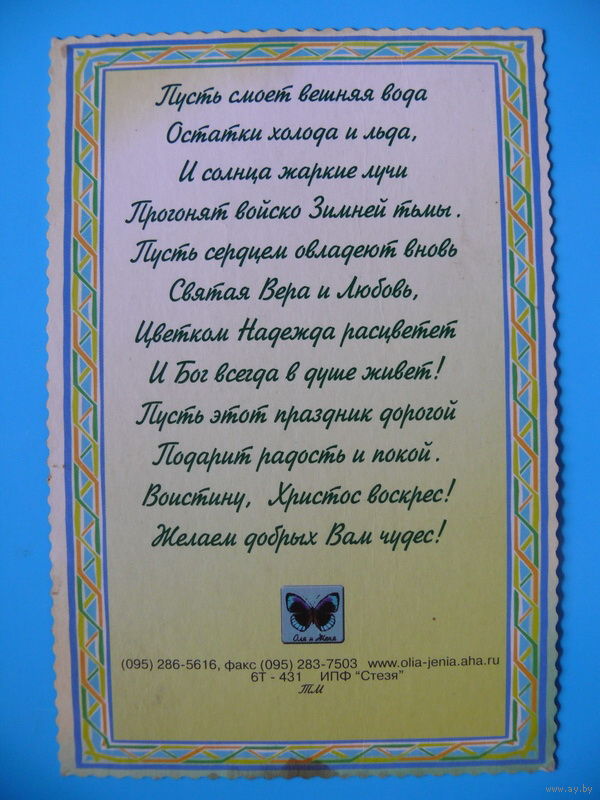 Пусть смоет вешняя вода
Остатки холода и льда,
И солнца жаркие лучи
Прогонят войско Зимней тьмы.
Пусть сердцем овладеют вновь
Святая Вера и Любовь,
Цветком Надежда расцветет
И Бог всегда в душе живет!
Пусть этот праздник дорогой
Подарит радость и покой.
Воистину, Христос воскрес!
Желаем добрых Вам чудес!
Оля и Женя
(095) 286-5616, факс (095) 283-7503 www.olia-jenia.aha.ru
6Т - 431 ИПФ "Стезя"
ТМ
www.ay.by